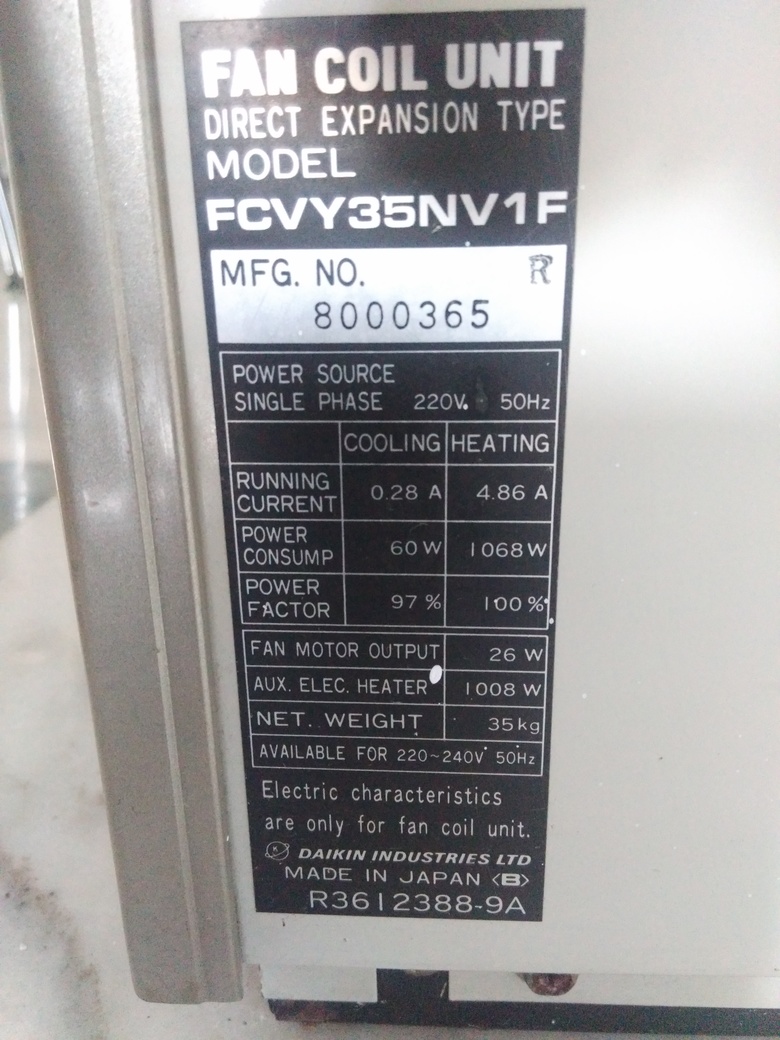 FAN COIL UNIT
DIRECT EXPANSION TYPE
MODEL
FCVY35NV1F
MFG. NO. R
8000365
POWER SOURCE
SINGLE PHASE 220V. 50Hz
COOLING HEATING
RUNNING CURRENT 0.28 A 4.86 A
POWER CONSUMP 60 W 1068 W
POWER FACTOR 97 % 100 %
FAN MOTOR OUTPUT 26 W
AUX. ELEC. HEATER 1008 W
NET. WEIGHT 35 kg
AVAILABLE FOR 220~240V 50Hz
Electric characteristics
are only for fan coil unit.
K DAIKIN INDUSTRIES LTD
MADE IN JAPAN <B>
R3612388-9A